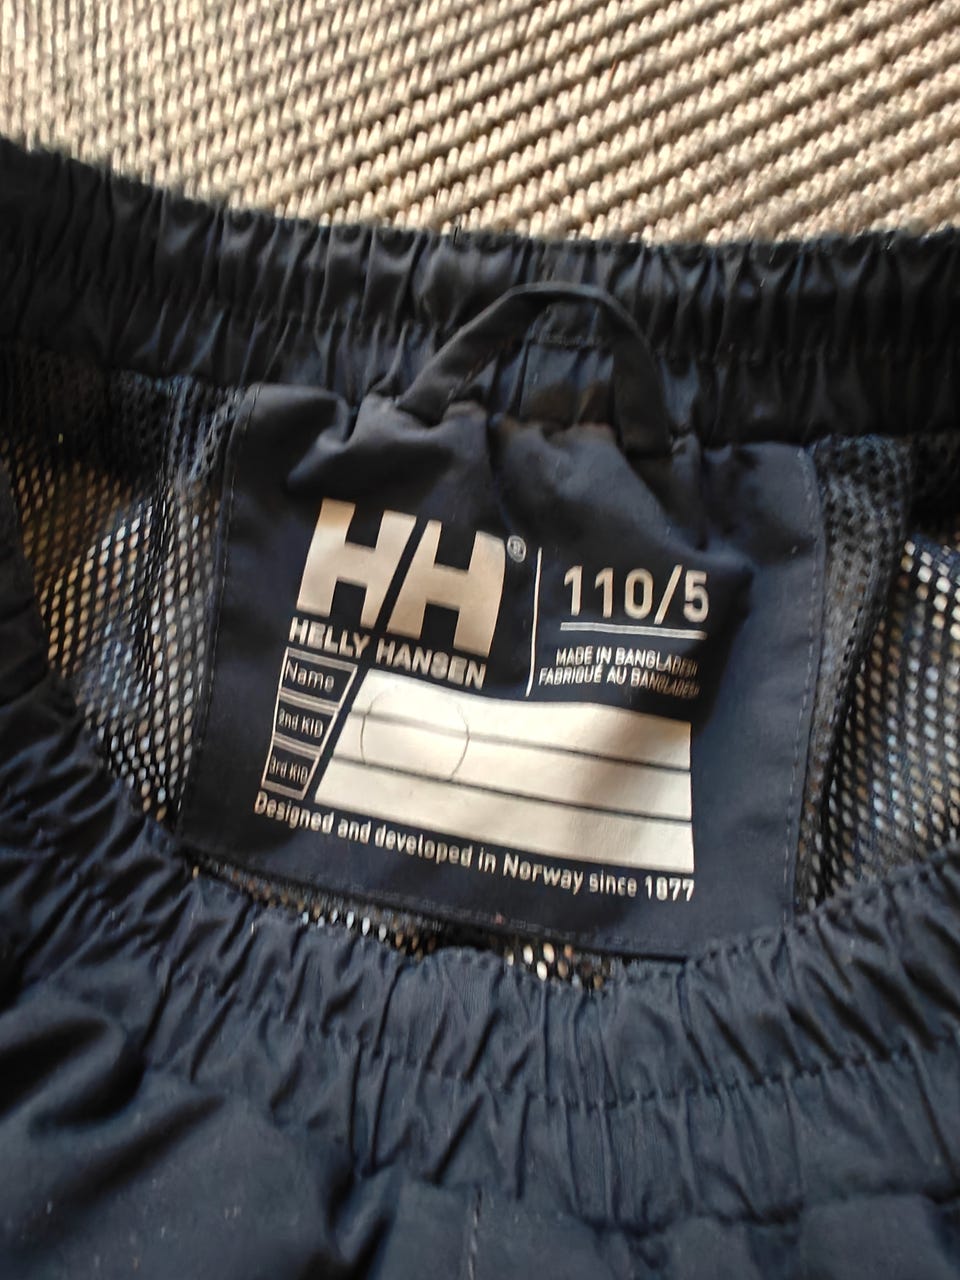 HH®
HELLY HANSEN
110/5
MADE IN BANGLADESH
FABRIQUÉ AU BANGLADESH
Name
2nd KID
3rd KID
Designed and developed in Norway since 1877